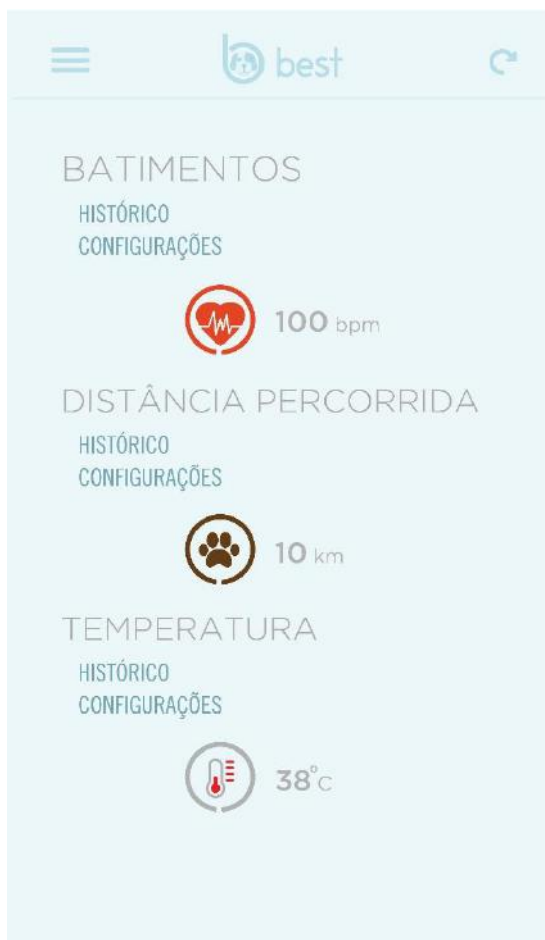 best
BATIMENTOS
HISTÓRICO
CONFIGURAÇÕES
100 bpm
DISTÂNCIA PERCORRIDA
HISTÓRICO
CONFIGURAÇÕES
10 km
TEMPERATURA
HISTÓRICO
CONFIGURAÇÕES
38°C